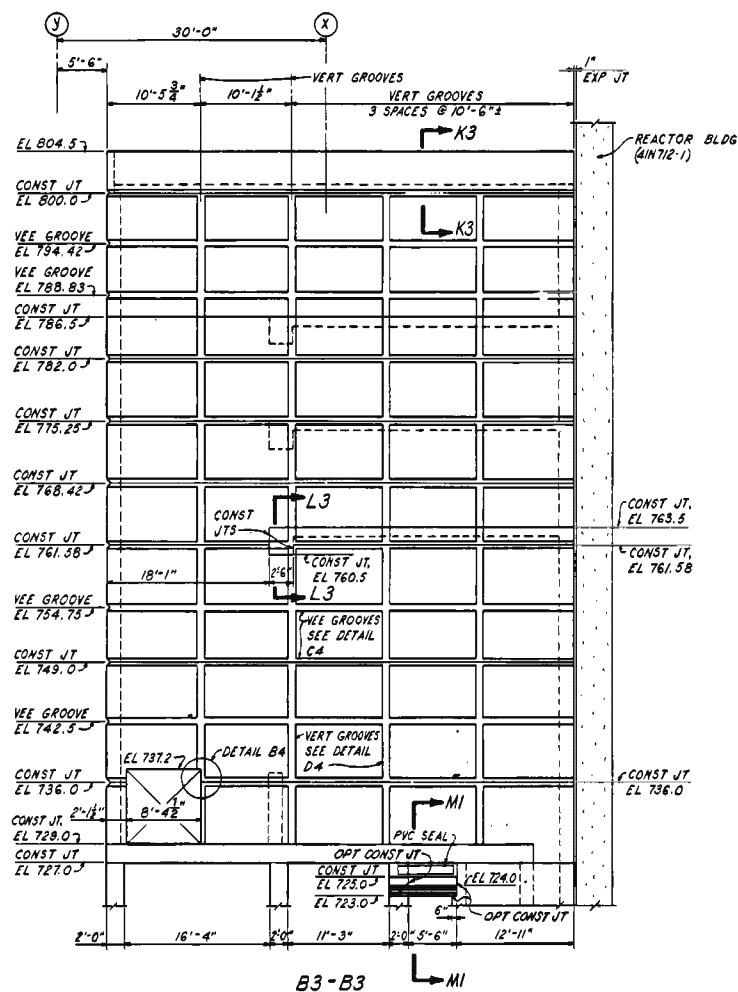 Y
X
30'-0"
5'-6"
1"
EXP JT
VERT GROOVES
10'-5 3/4"
10'-1 1/2"
VERT GROOVES
3 SPACES @ 10'-6"±
K3
EL 804.5
REACTOR BLDG
(41N712-1)
CONST JT
EL 800.0
K3
VEE GROOVE
EL 794.42
VEE GROOVE
EL 788.83
CONST JT
EL 786.5
CONST JT
EL 782.0
CONST JT
EL 775.25
CONST JT
EL 768.42
L3
CONST JT,
EL 763.5
CONST
JTS
CONST JT
EL 761.58
CONST JT,
EL 760.5
CONST JT,
EL 761.58
18'-1"
2'-6"
L3
VEE GROOVE
EL 754.75
VEE GROOVES
SEE DETAIL
C4
CONST JT
EL 749.0
VEE GROOVE
EL 742.5
VERT GROOVES
SEE DETAIL
D4
EL 737.2
DETAIL B4
CONST JT
EL 736.0
CONST JT
EL 736.0
2'-1 1/2"
8'-4 1/2"
M1
CONST JT,
EL 729.0
PVC SEAL
CONST JT
EL 727.0
OPT CONST JT
CONST JT
EL 725.0
EL 724.0
EL 723.0
6"
OPT CONST JT
2'-0"
16'-4"
2'-0"
11'-3"
2'-0"
5'-6"
12'-11"
B3-B3
M1